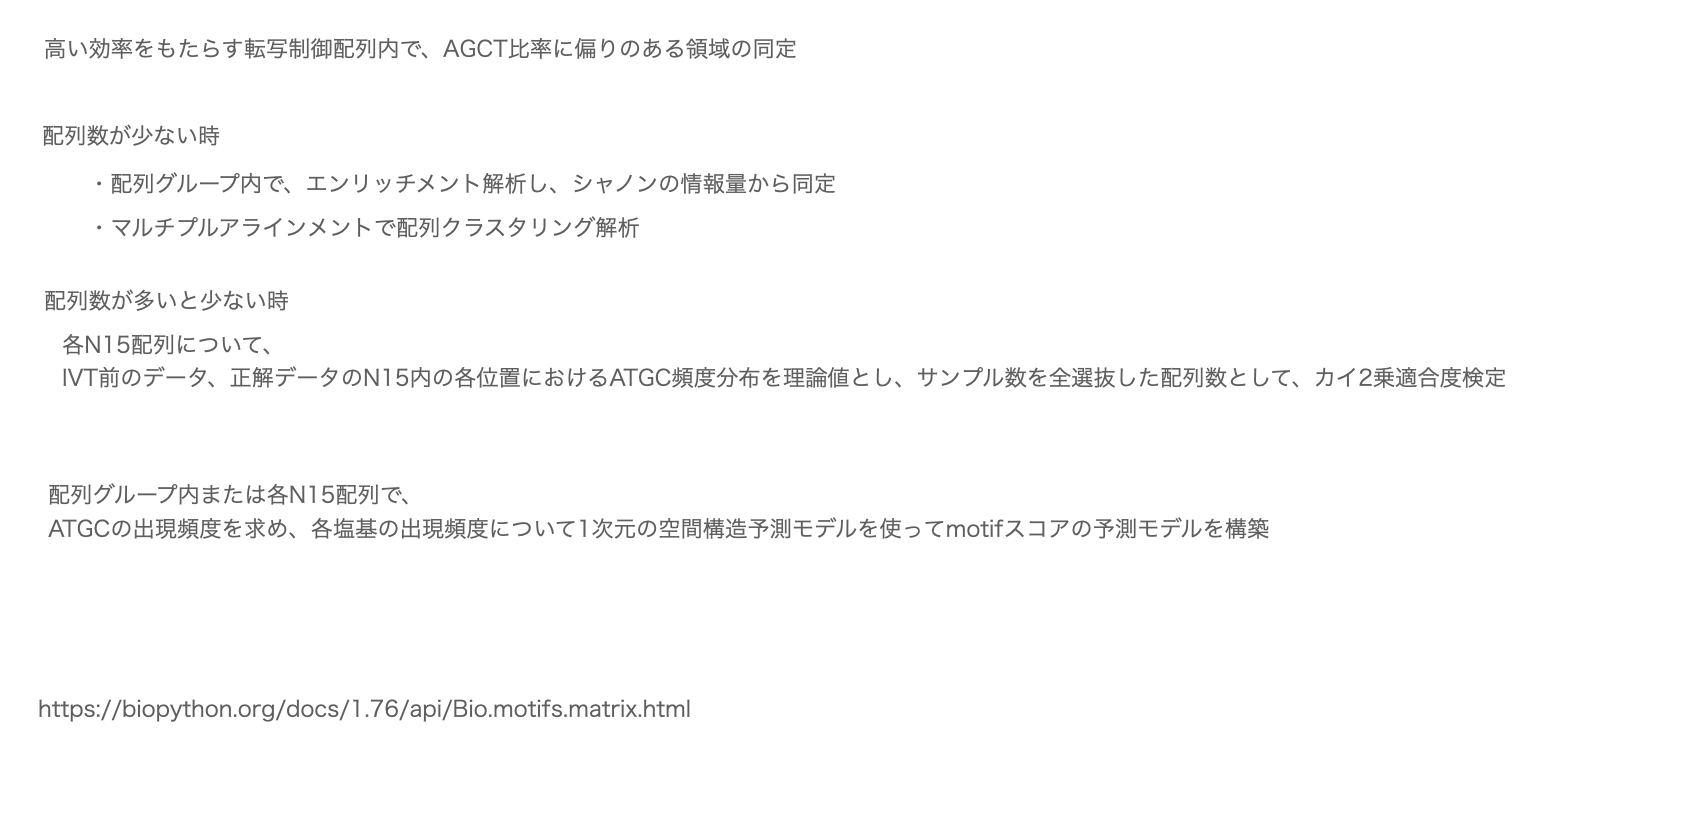 高い効率をもたらす転写制御配列内で、AGCT比率に偏りのある領域の同定
配列数が少ない時
・配列グループ内で、エンリッチメント解析し、シャノンの情報量から同定
・マルチプルアラインメントで配列クラスタリング解析
配列数が多いと少ない時
各N15配列について、
IVT前のデータ、正解データのN15内の各位置におけるATGC頻度分布を理論値とし、サンプル数を全選抜した配列数として、カイ2乗適合度検定
配列グループ内または各N15配列で、
ATGCの出現頻度を求め、各塩基の出現頻度について1次元の空間構造予測モデルを使ってmotifスコアの予測モデルを構築
https://biopython.org/docs/1.76/api/Bio.motifs.matrix.html